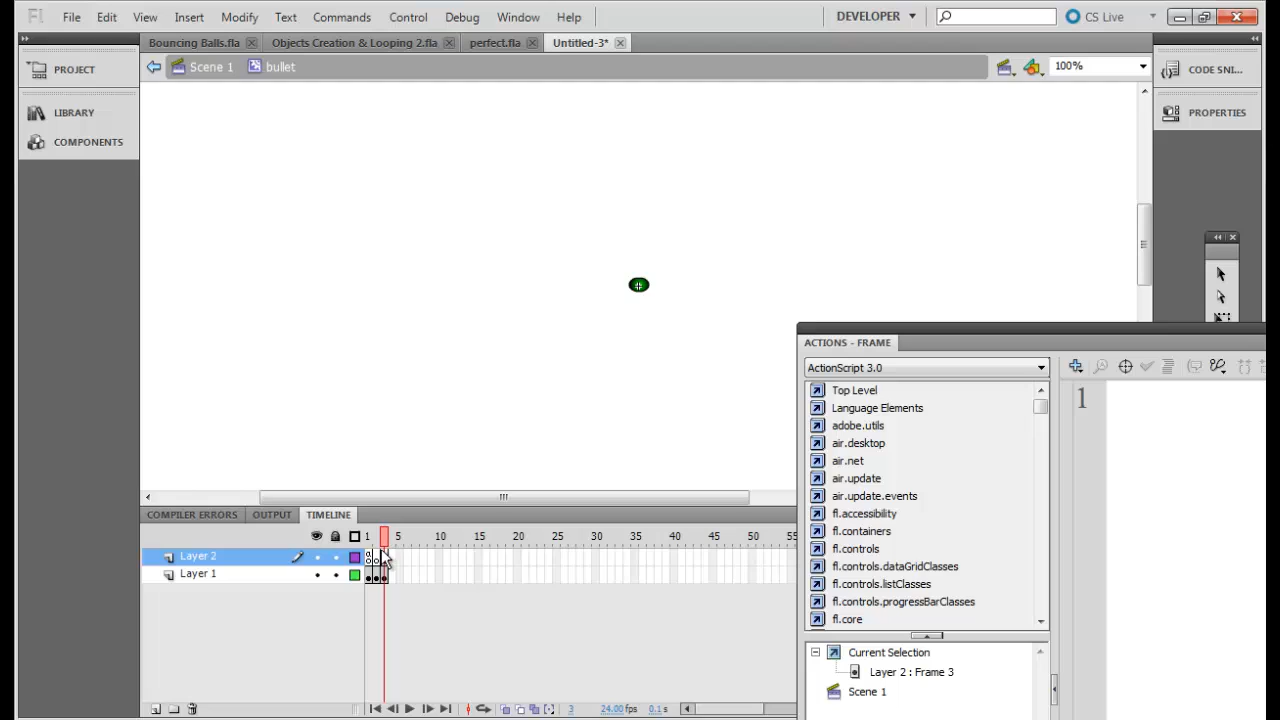 Fl File Edit View Insert Modify Text Commands Control Debug Window Help DEVELOPER CS Live
Bouncing Balls.fla Objects Creation & Looping 2.fla perfect.fla Untitled-3*
PROJECT Scene 1 bullet 100% CODE SNI...
LIBRARY PROPERTIES
COMPONENTS
ACTIONS - FRAME
ActionScript 3.0
Top Level 1
Language Elements
adobe.utils
air.desktop
air.net
air.update
air.update.events
fl.accessibility
fl.containers
fl.controls
fl.controls.dataGridClasses
fl.controls.listClasses
fl.controls.progressBarClasses
fl.core
Current Selection
Layer 2 : Frame 3
Scene 1
COMPILER ERRORS OUTPUT TIMELINE
1 5 10 15 20 25 30 35 40 45 50 55
Layer 2
Layer 1
3 24.00 fps 0.1 s